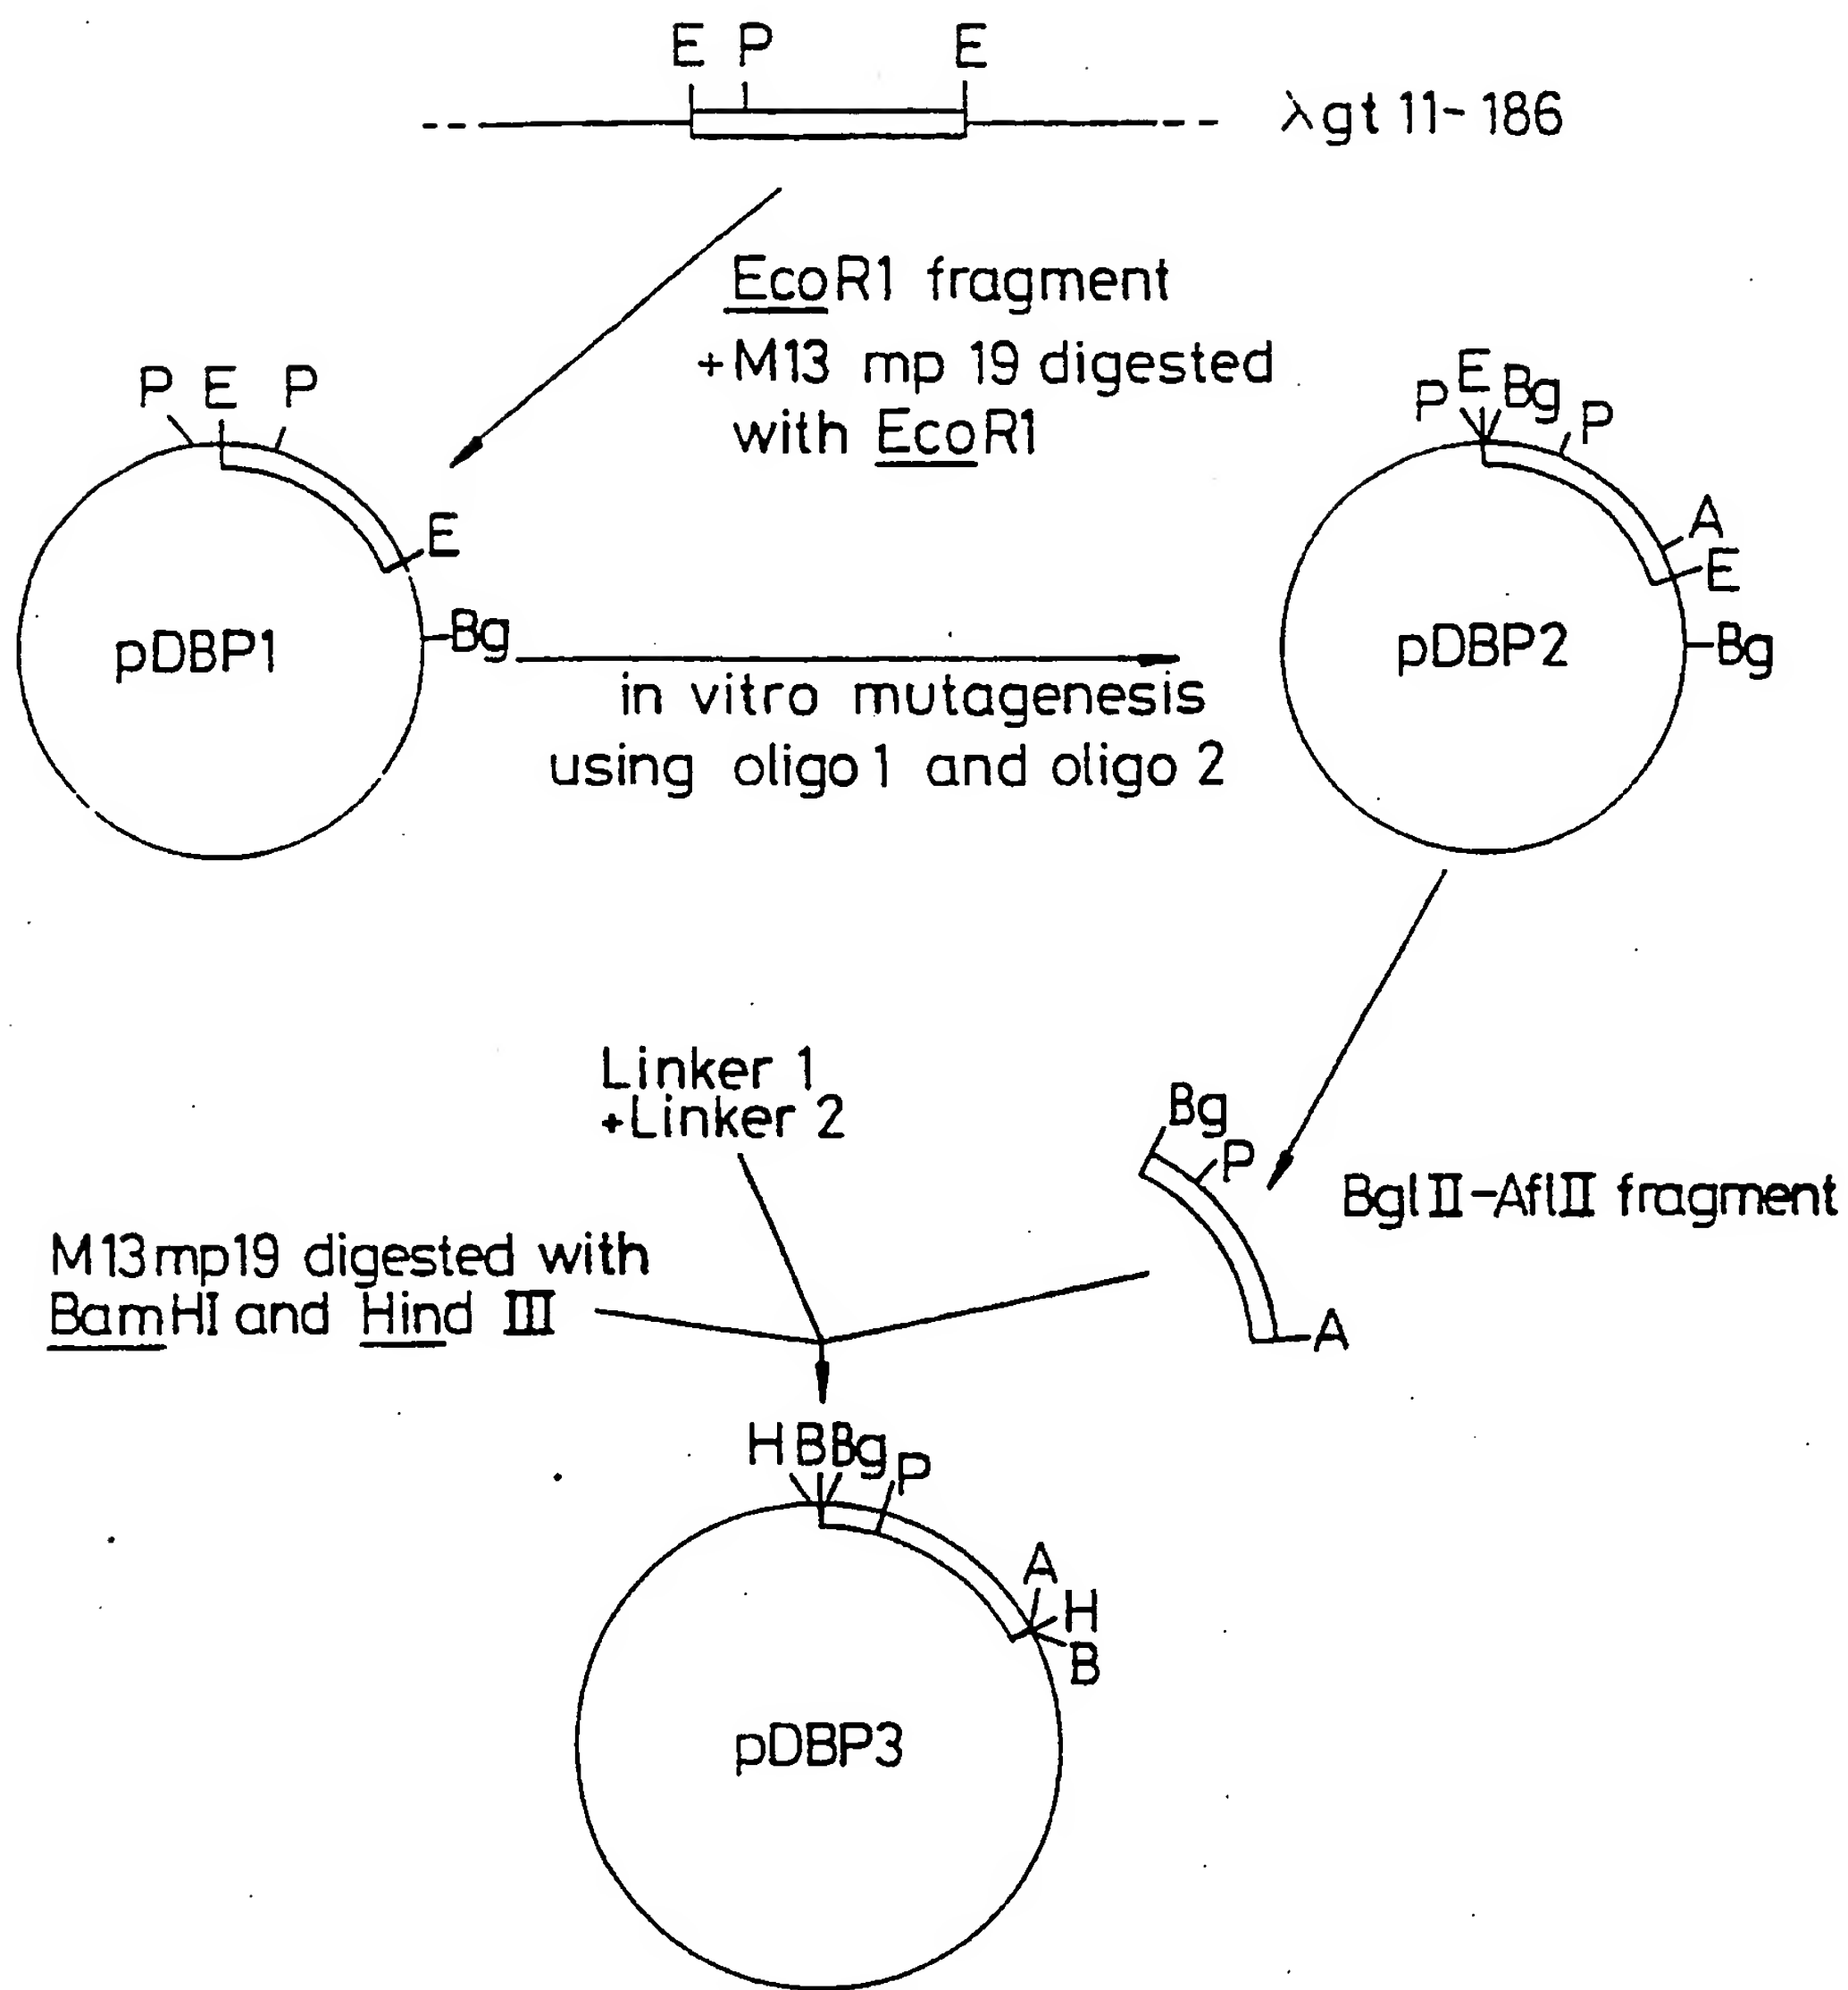 E P E
λgt 11-186
EcoR1 fragment
+M13 mp 19 digested
with EcoR1
P E P
E
Bg
pDBP1
P E Bg P
A
E
Bg
pDBP2
in vitro mutagenesis
using oligo 1 and oligo 2
Linker 1
+Linker 2
Bg
P
A
BglII-AflII fragment
M13mp19 digested with
BamHI and Hind III
H B Bg P
A
H
B
pDBP3